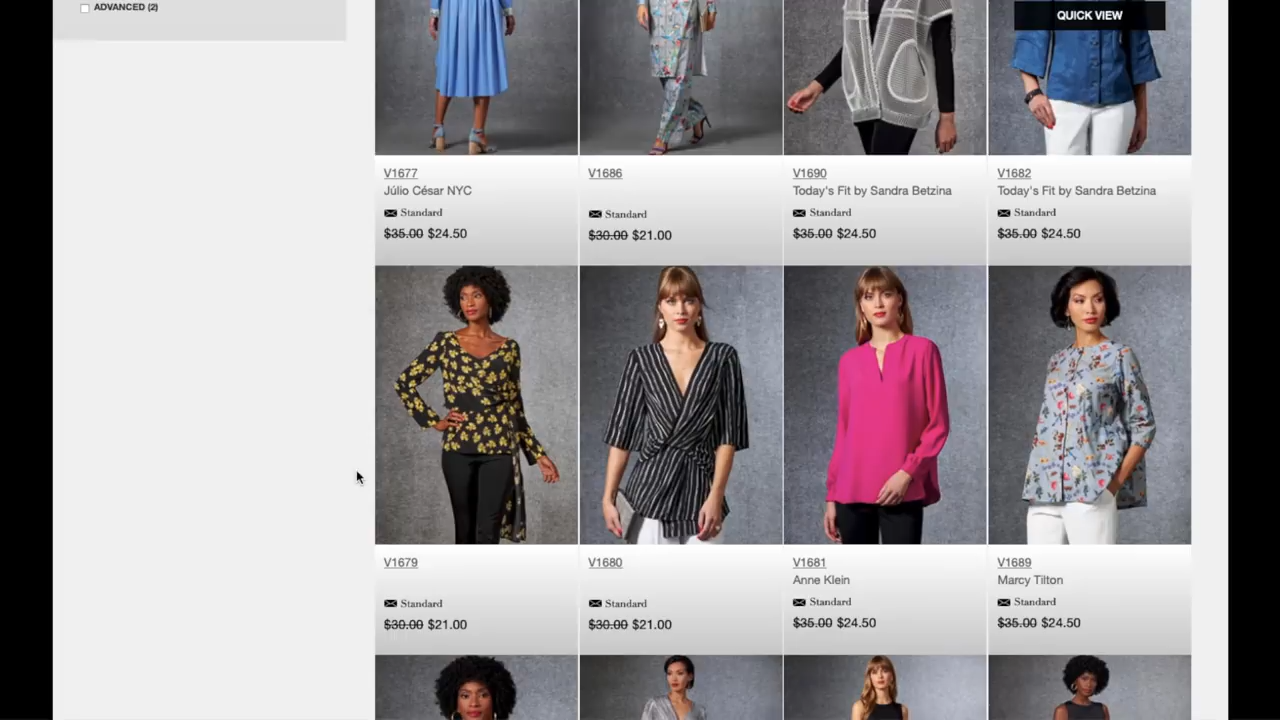 ADVANCED (2)
QUICK VIEW
V1677
Júlio César NYC
Standard
$35.00 $24.50
V1686
Standard
$30.00 $21.00
V1690
Today's Fit by Sandra Betzina
Standard
$35.00 $24.50
V1682
Today's Fit by Sandra Betzina
Standard
$35.00 $24.50
V1679
Standard
$30.00 $21.00
V1680
Standard
$30.00 $21.00
V1681
Anne Klein
Standard
$35.00 $24.50
V1689
Marcy Tilton
Standard
$35.00 $24.50